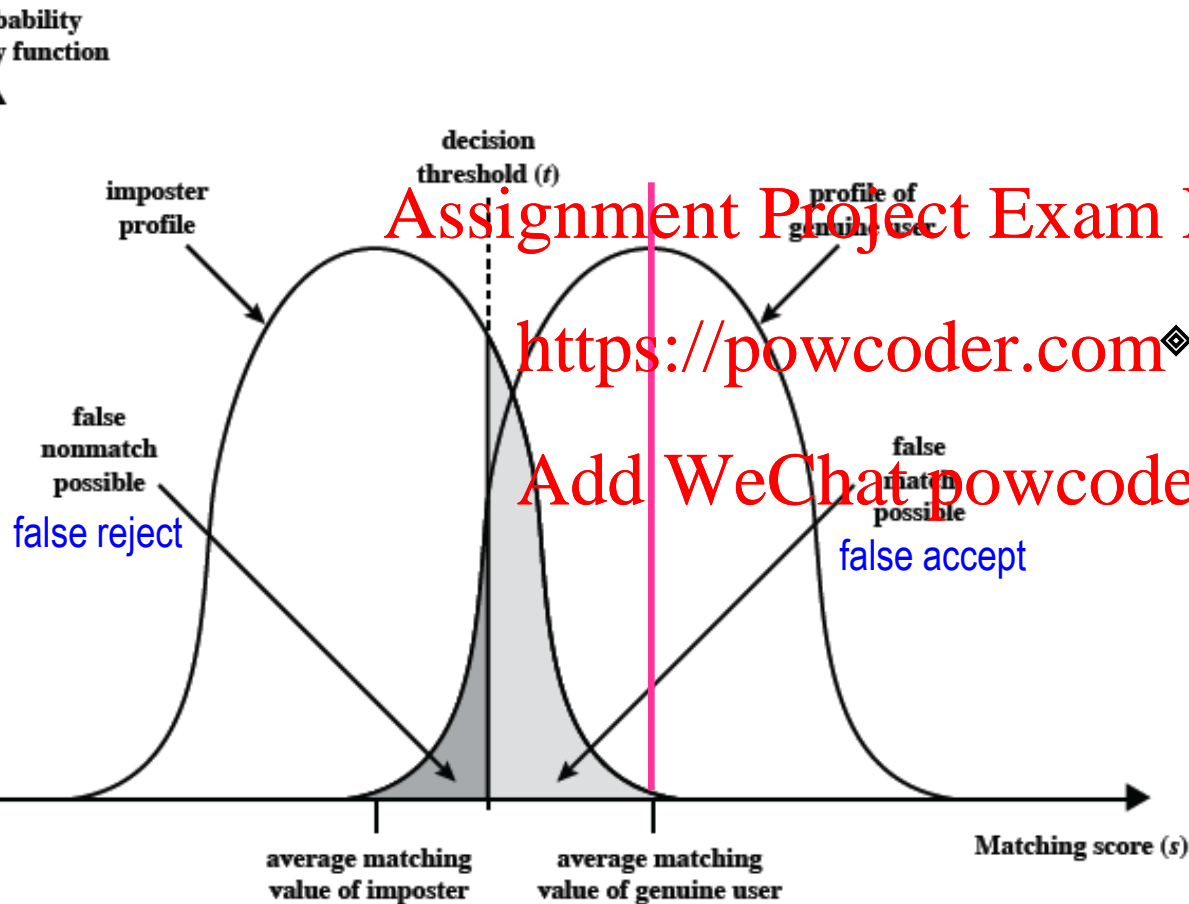 bability
y function
decision
threshold (t)
imposter
profile
profile of
genuine user
Assignment Project Exam
https://powcoder.com
false
nonmatch
possible
false reject
false
match
possible
false accept
Add WeChat powcode
average matching
value of imposter
average matching
value of genuine user
Matching score (s)